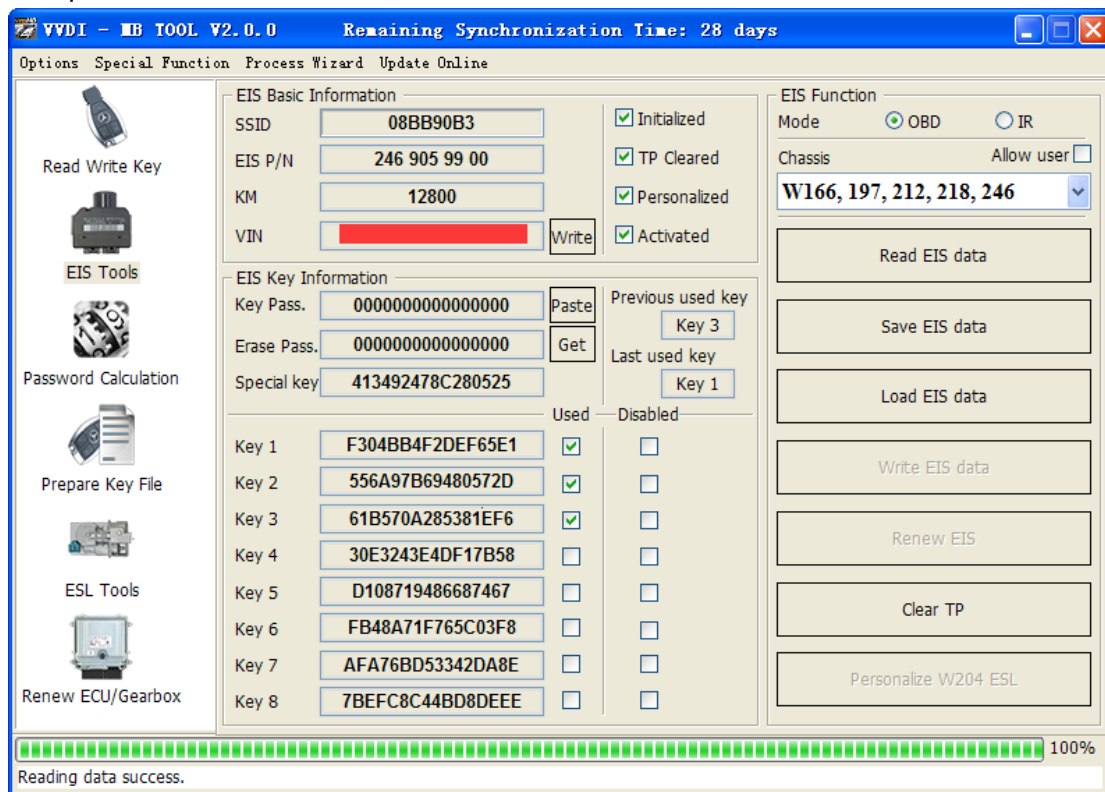 VVDI - MB TOOL V2.0.0 Remaining Synchronization Time: 28 days
Options Special Function Process Wizard Update Online
Read Write Key
EIS Tools
Password Calculation
Prepare Key File
ESL Tools
Renew ECU/Gearbox
EIS Basic Information
SSID 08BB90B3 Initialized
EIS P/N 246 905 99 00 TP Cleared
KM 12800 Personalized
VIN Write Activated
EIS Key Information
Key Pass. 0000000000000000 Paste
Erase Pass. 0000000000000000 Get
Special key 413492478C280525
Previous used key
Key 3
Last used key
Key 1
Used Disabled
Key 1 F304BB4F2DEF65E1
Key 2 556A97B69480572D
Key 3 61B570A285381EF6
Key 4 30E3243E4DF17B58
Key 5 D108719486687467
Key 6 FB48A71F765C03F8
Key 7 AFA76BD53342DA8E
Key 8 7BEFC8C44BD8DEEE
EIS Function
Mode OBD IR
Chassis Allow user
W166, 197, 212, 218, 246
Read EIS data
Save EIS data
Load EIS data
Write EIS data
Renew EIS
Clear TP
Personalize W204 ESL
100%
Reading data success.